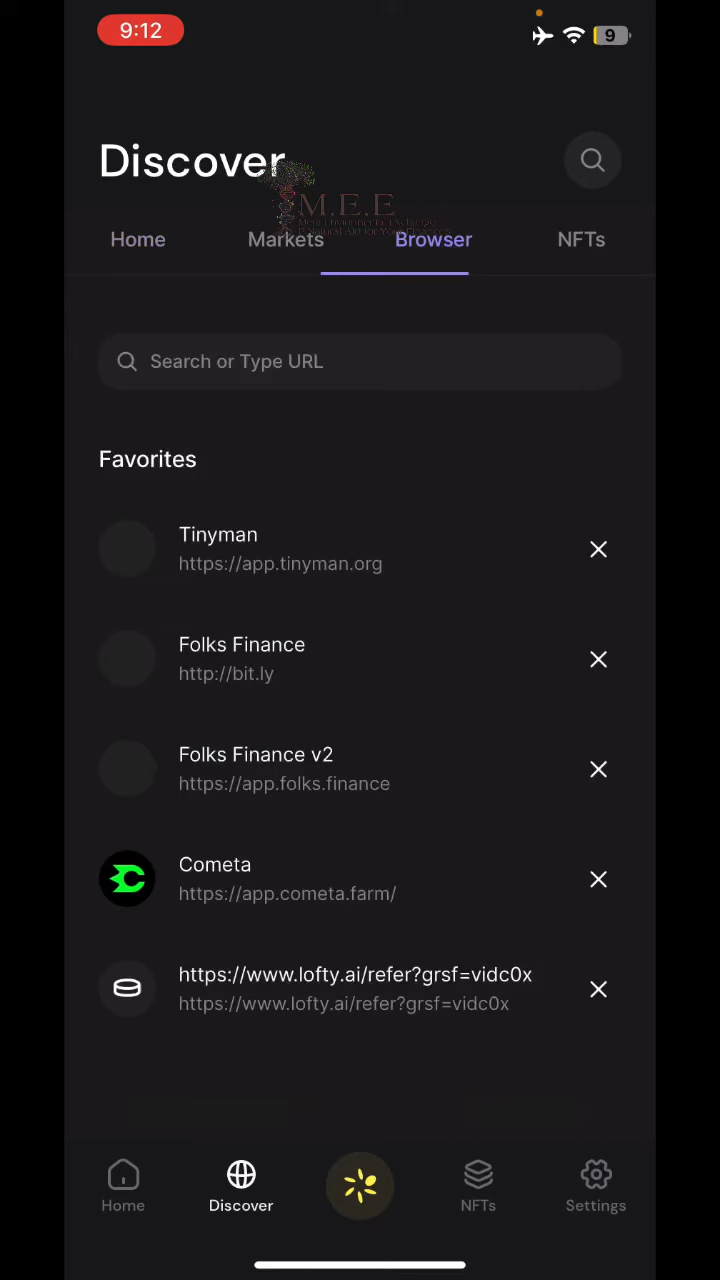 9:12
9
Discover
M.E.E
Home
Markets
Browser
NFTs
Search or Type URL
Favorites
Tinyman
https://app.tinyman.org
Folks Finance
http://bit.ly
Folks Finance v2
https://app.folks.finance
Cometa
https://app.cometa.farm/
https://www.lofty.ai/refer?grsf=vidc0x
https://www.lofty.ai/refer?grsf=vidc0x
Home
Discover
NFTs
Settings